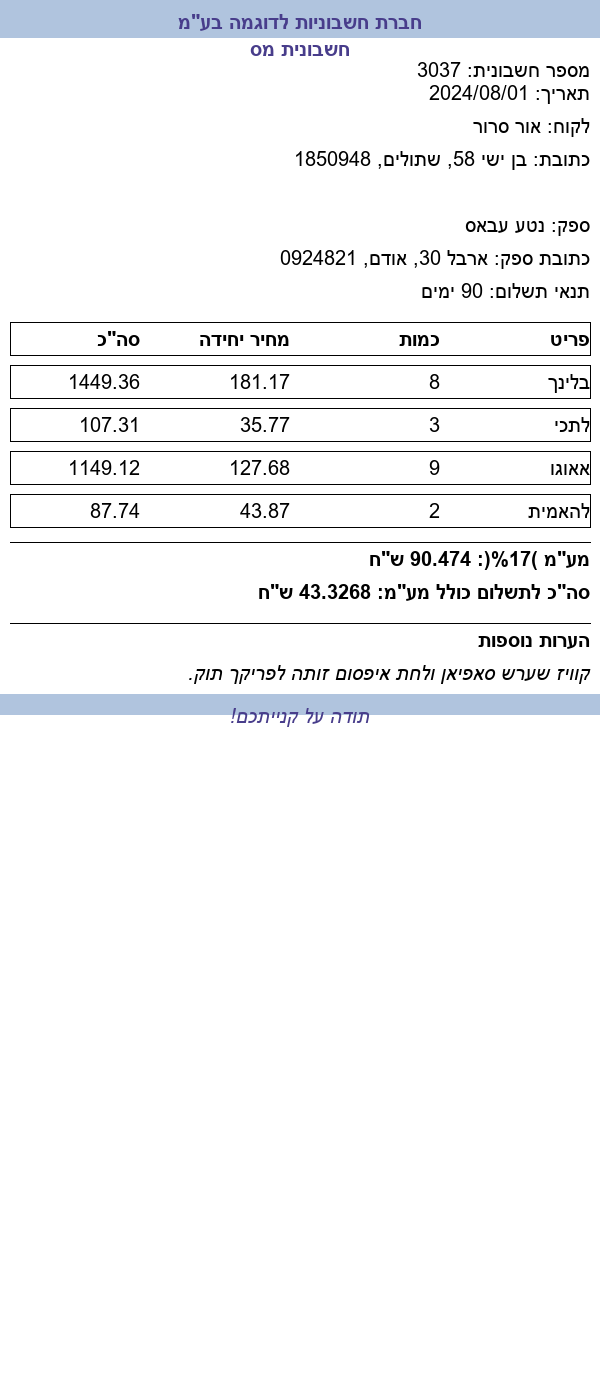 חברת חשבוניות לדוגמה בע"מ
חשבונית מס
מספר חשבונית: 3037
תאריך: 2024/08/01
לקוח: אור סרור
כתובת: בן ישי 58, שתולים, 1850948
ספק: נטע עבאס
כתובת ספק: ארבל 30, אודם, 0924821
תנאי תשלום: 90 ימים
פריט כמות מחיר יחידה סה"כ
בלינך 8 181.17 1449.36
לתכי 3 35.77 107.31
אאוגו 9 127.68 1149.12
להאמית 2 43.87 87.74
מע"מ )17%(: 90.474 ש"ח
סה"כ לתשלום כולל מע"מ: 43.3268 ש"ח
הערות נוספות
קוויז שערש סאפיאן ולחת איפסום זותה לפריקך תוק.
תודה על קנייתכם!